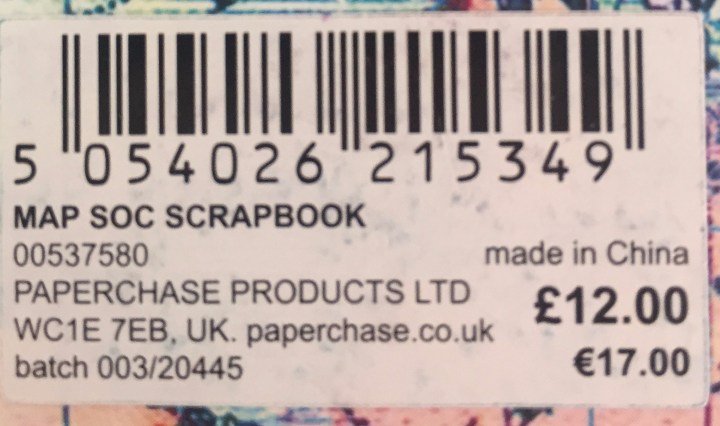 5 054026 215349
MAP SOC SCRAPBOOK
00537580 made in China
PAPERCHASE PRODUCTS LTD £12.00
WC1E 7EB, UK. paperchase.co.uk
batch 003/20445 €17.00